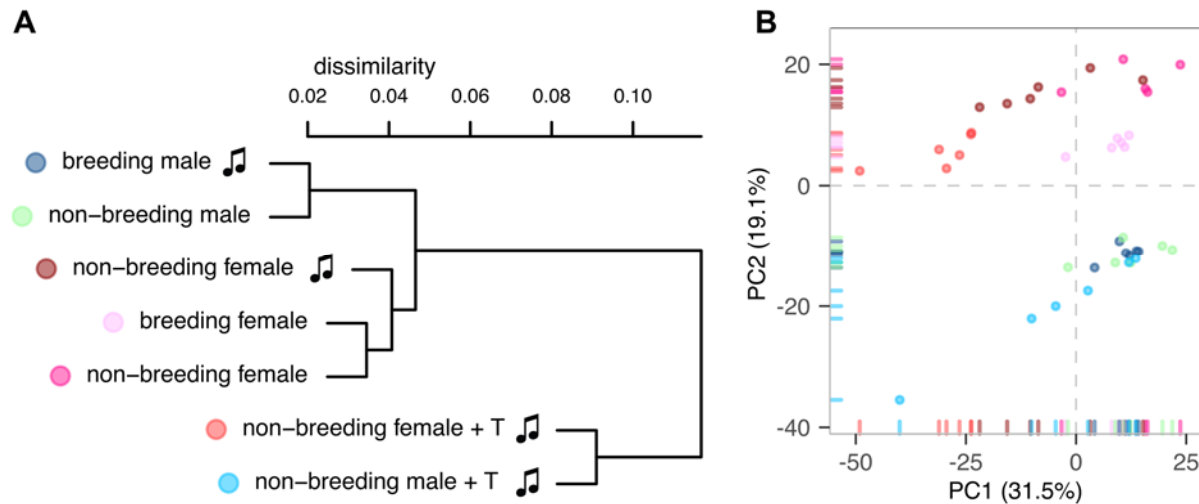 A
dissimilarity
0.02 0.04 0.06 0.08 0.10
breeding male
non−breeding male
non−breeding female
breeding female
non−breeding female
non−breeding female + T
non−breeding male + T
B
PC2 (19.1%)
20
0
-20
-40
-50 -25 0 25
PC1 (31.5%)